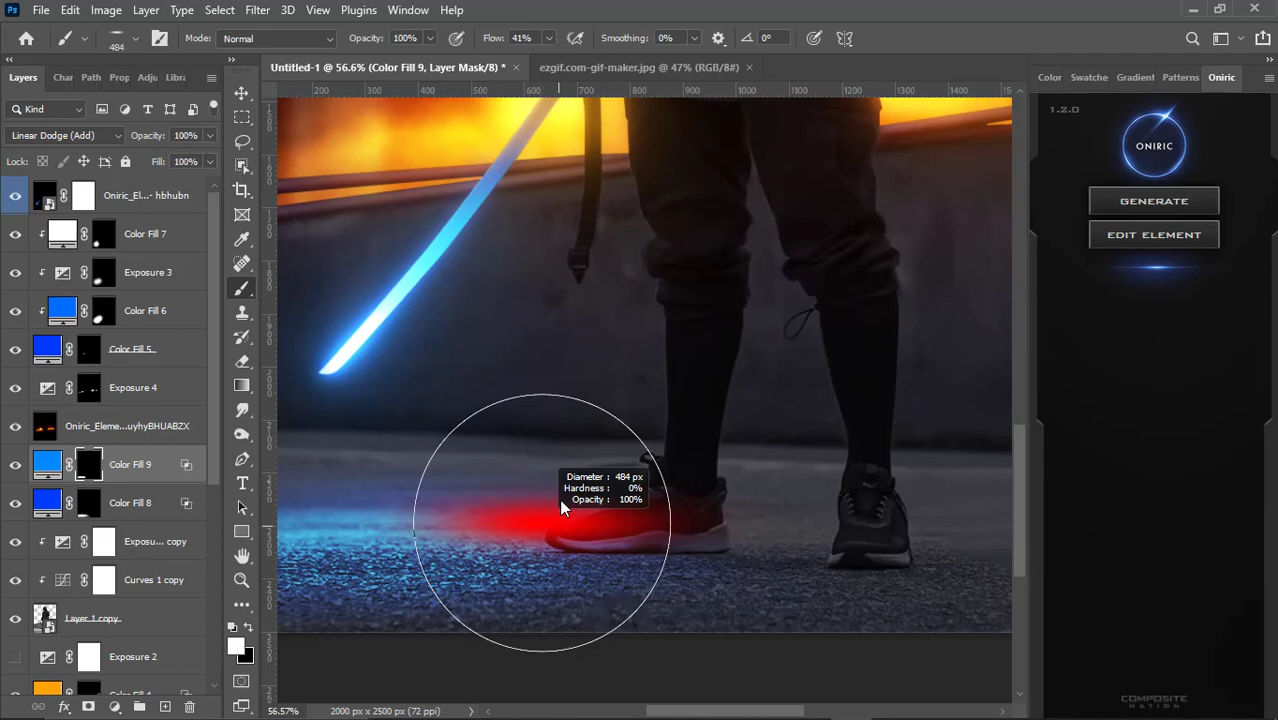 Ps File Edit Image Layer Type Select Filter 3D View Plugins Window Help
484 Mode: Normal Opacity: 100% Flow: 41% Smoothing: 0% 0°
Layers Char Path Prop Adju Libra
Untitled-1 @ 56.6% (Color Fill 9, Layer Mask/8) * × ezgif.com-gif-maker.jpg @ 47% (RGB/8#) ×
Color Swatche Gradient Patterns Oniric
200 300 400 500 600 700 800 900 1000 1100 1200 1300 1400
Kind
Linear Dodge (Add) Opacity: 100%
Lock: Fill: 100%
Oniric_El...- hbhubn
Color Fill 7
Exposure 3
Color Fill 6
Color Fill 5
Exposure 4
Oniric_Eleme...uyhyBHUABZX
Color Fill 9
Color Fill 8
Exposu... copy
Curves 1 copy
Layer 1 copy
Exposure 2
Color Fill 4
Diameter : 484 px
Hardness : 0%
Opacity : 100%
1.2.0
ONIRIC
GENERATE
EDIT ELEMENT
COMPOSITE
NATION
56.57% 2000 px x 2500 px (72 ppi)